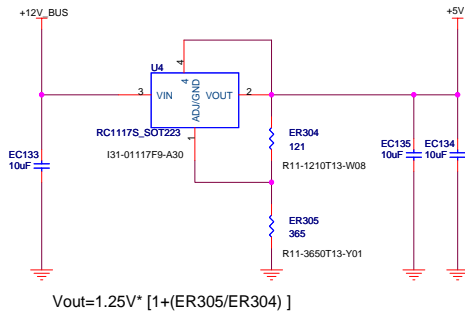 +12V_BUS
+5V
U4
4
4
3
VIN
ADJ/GND
VOUT
2
RC1117S_SOT223
1
I31-01117F9-A30
EC133
10uF
ER304
121
R11-1210T13-W08
EC135
10uF
EC134
10uF
ER305
365
R11-3650T13-Y01
Vout=1.25V* [1+(ER305/ER304) ]